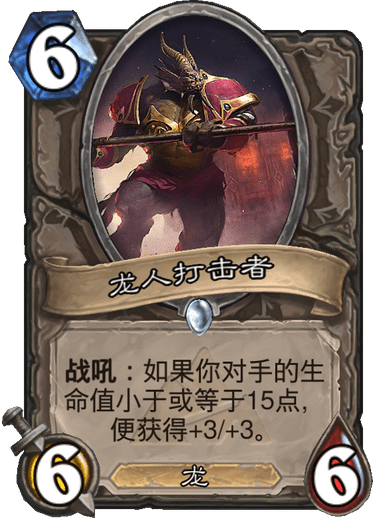 6
龙人打击者
战吼：如果你对手的生
命值小于或等于15点，
便获得+3/+3。
6
龙
6